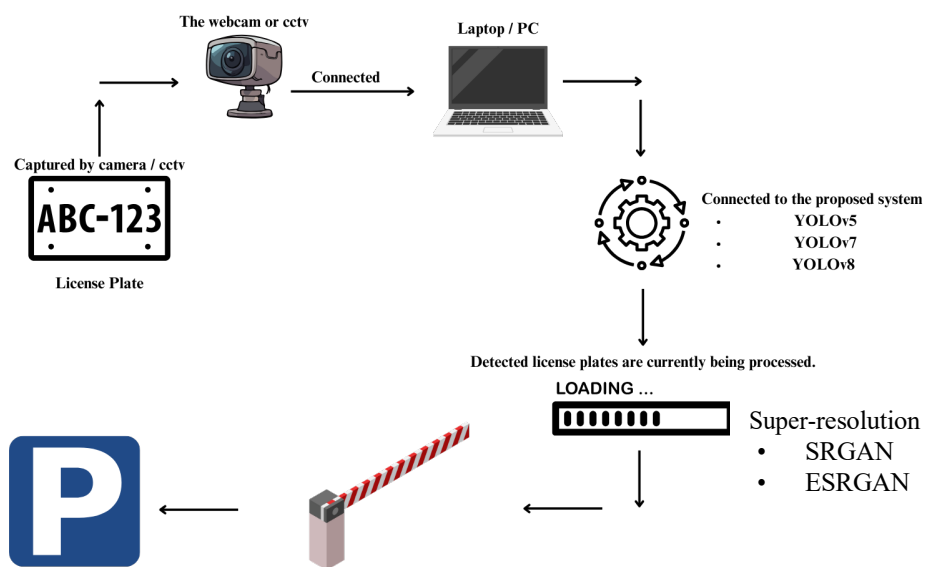 The webcam or cctv
Laptop / PC
Connected
Captured by camera / cctv
ABC-123
License Plate
Connected to the proposed system
• YOLOv5
• YOLOv7
• YOLOv8
Detected license plates are currently being processed.
LOADING ...
Super-resolution
• SRGAN
• ESRGAN
P